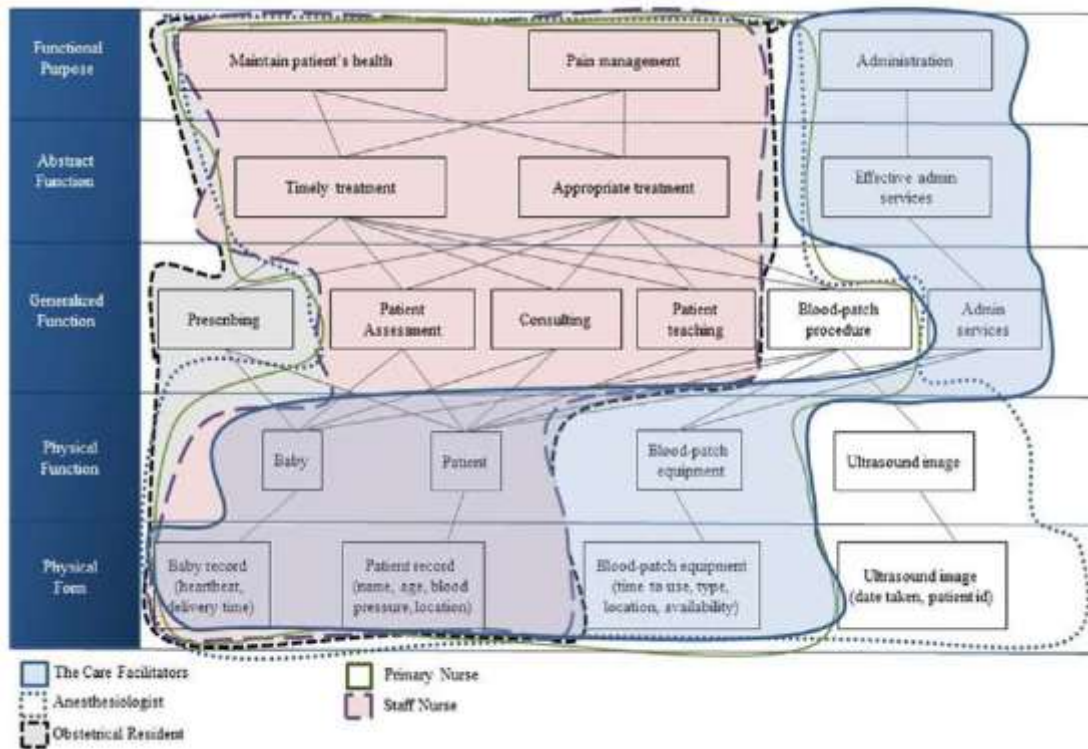 Functional
Purpose
Maintain patient's health
Pain management
Administration
Abstract
Function
Timely treatment
Appropriate treatment
Effective admin
services
Generalized
Function
Prescribing
Patient
Assessment
Consulting
Patient
teaching
Blood-patch
procedure
Admin
services
Physical
Function
Baby
Patient
Blood-patch
equipment
Ultrasound image
Physical
Form
Baby record
(heartbeat,
delivery time)
Patient record
(name, age, blood
pressure, location)
Blood-patch equipment
(time to use, type,
location, availability)
Ultrasound image
(date taken, patient id)
The Care Facilitators
Primary Nurse
Anesthesiologist
Staff Nurse
Obstetrical Resident